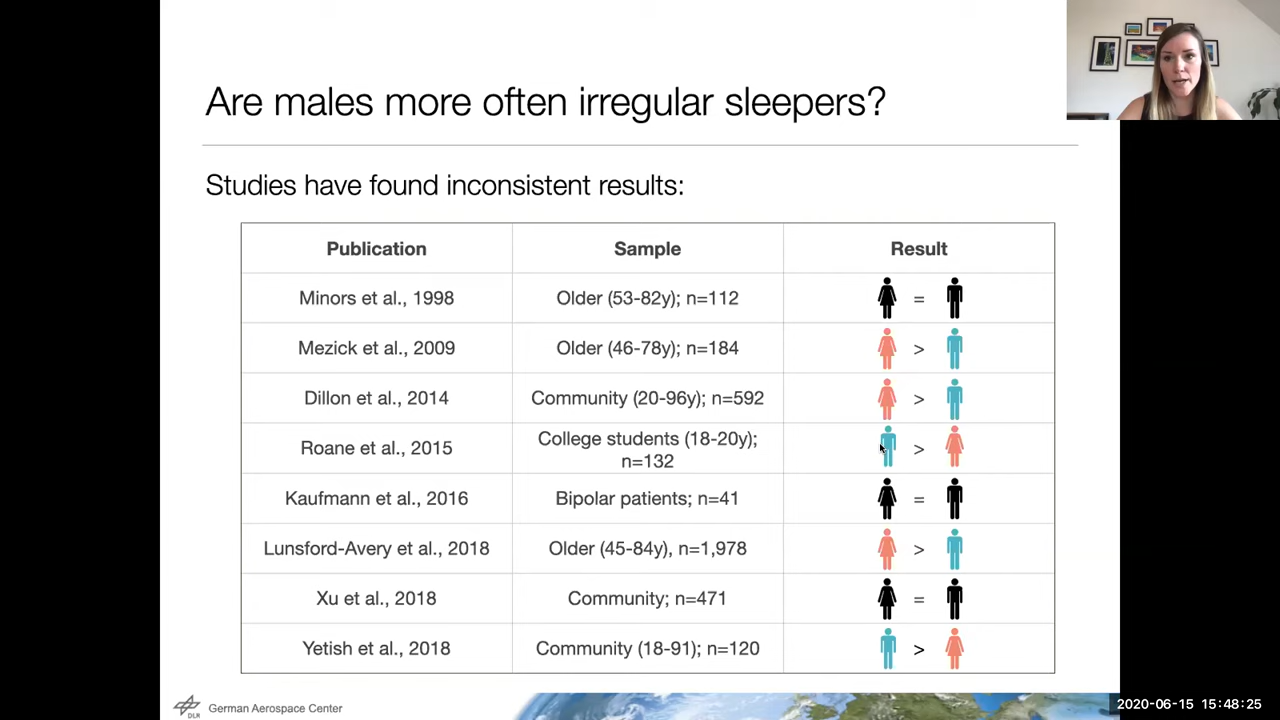 Are males more often irregular sleepers?
Studies have found inconsistent results:
Publication Sample Result
Minors et al., 1998 Older (53-82y); n=112 =
Mezick et al., 2009 Older (46-78y); n=184 >
Dillon et al., 2014 Community (20-96y); n=592 >
Roane et al., 2015 College students (18-20y); n=132 >
Kaufmann et al., 2016 Bipolar patients; n=41 =
Lunsford-Avery et al., 2018 Older (45-84y), n=1,978 >
Xu et al., 2018 Community; n=471 =
Yetish et al., 2018 Community (18-91); n=120 >
DLR German Aerospace Center
2020-06-15 15:48:25